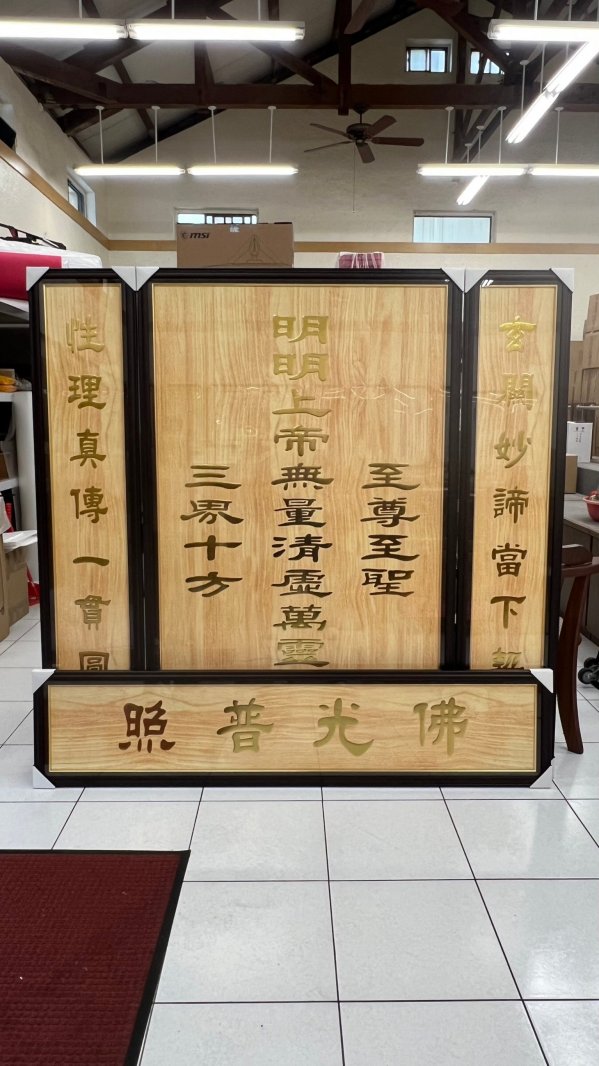 msi
玄關妙諦當下
至尊至聖
明明上帝無量清虛萬靈
三界十方
性理真傳一貫
佛光普照